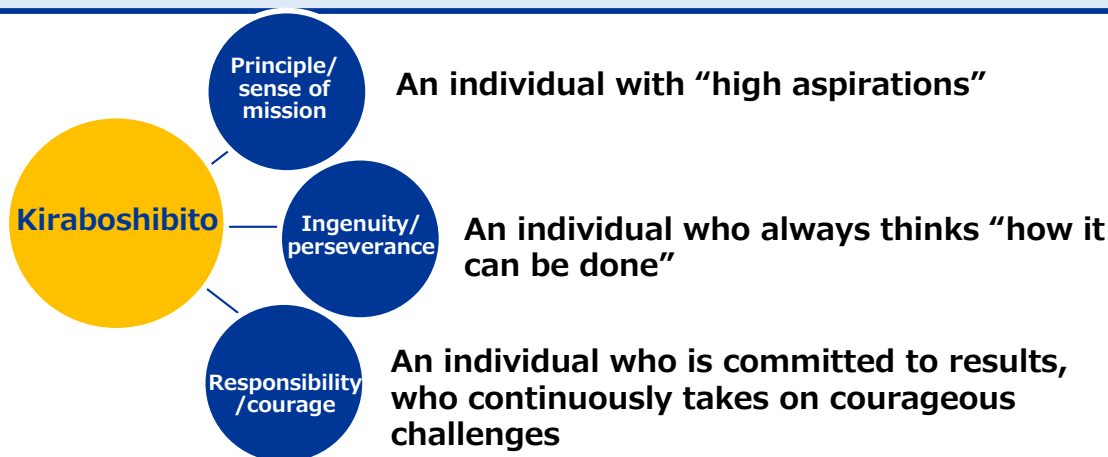 Principle/
sense of
mission
An individual with “high aspirations”
Kiraboshibito
Ingenuity/
perseverance
An individual who always thinks “how it
can be done”
Responsibility
/courage
An individual who is committed to results,
who continuously takes on courageous
challenges